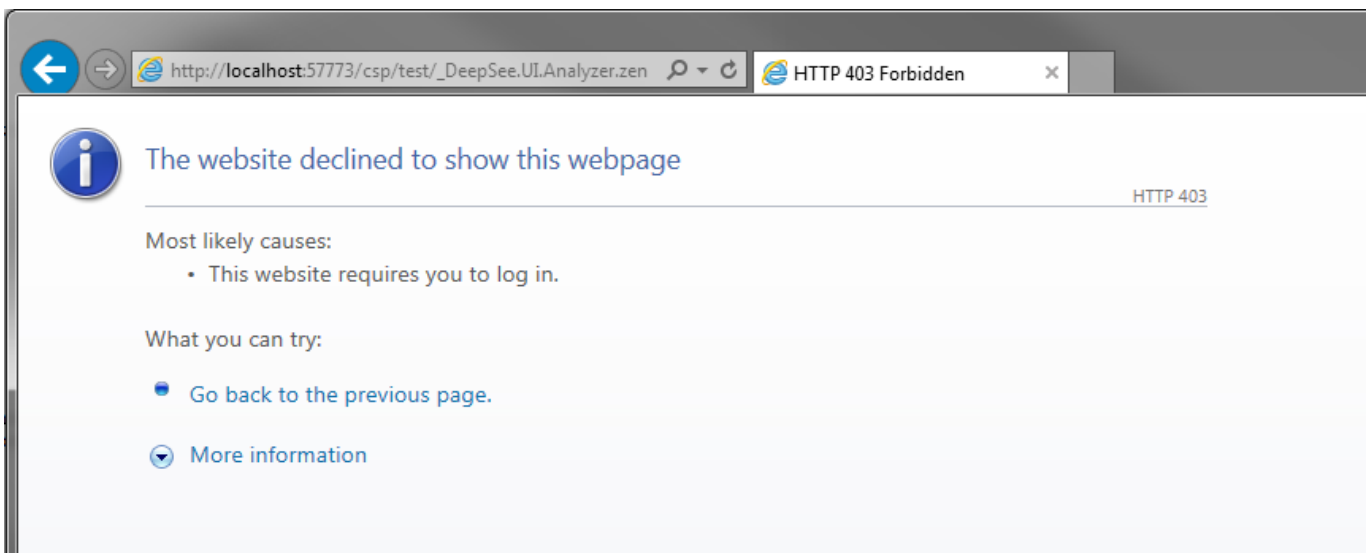 http://localhost:57773/csp/test/_DeepSee.UI.Analyzer.zen
HTTP 403 Forbidden
The website declined to show this webpage
HTTP 403
Most likely causes:
• This website requires you to log in.
What you can try:
Go back to the previous page.
More information